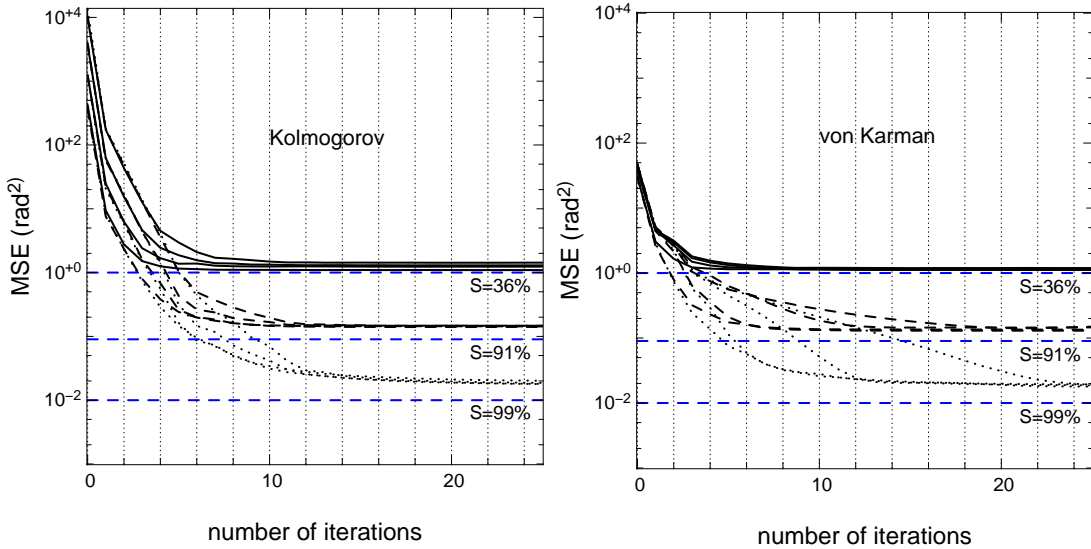 10+4
10+2
10+0
10−2
MSE (rad2)
Kolmogorov
S=36%
S=91%
S=99%
0
10
20
number of iterations
10+4
10+2
10+0
10−2
MSE (rad2)
von Karman
S=36%
S=91%
S=99%
0
10
20
number of iterations